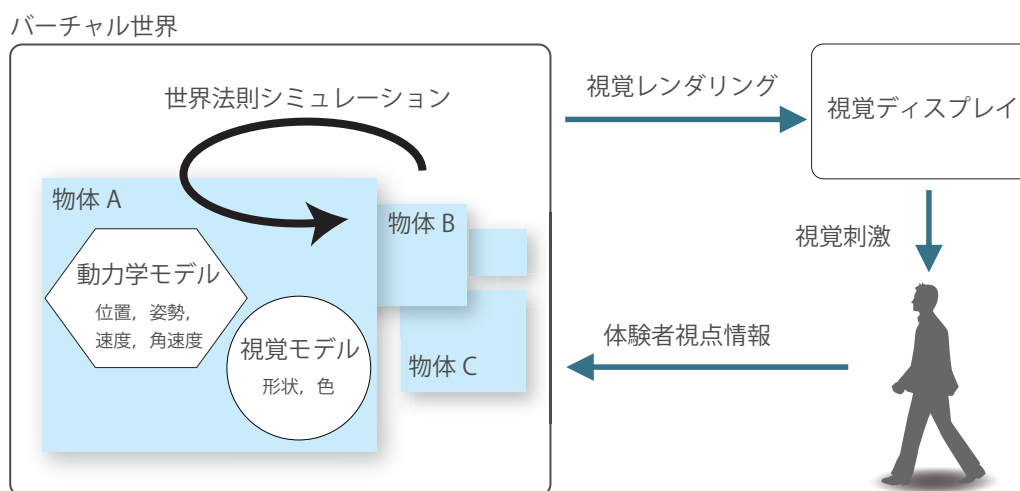 バーチャル世界
世界法則シミュレーション
物体 A
動力学モデル
位置，姿勢，
速度，角速度
視覚モデル
形状，色
物体 B
物体 C
視覚レンダリング
視覚ディスプレイ
視覚刺激
体験者視点情報